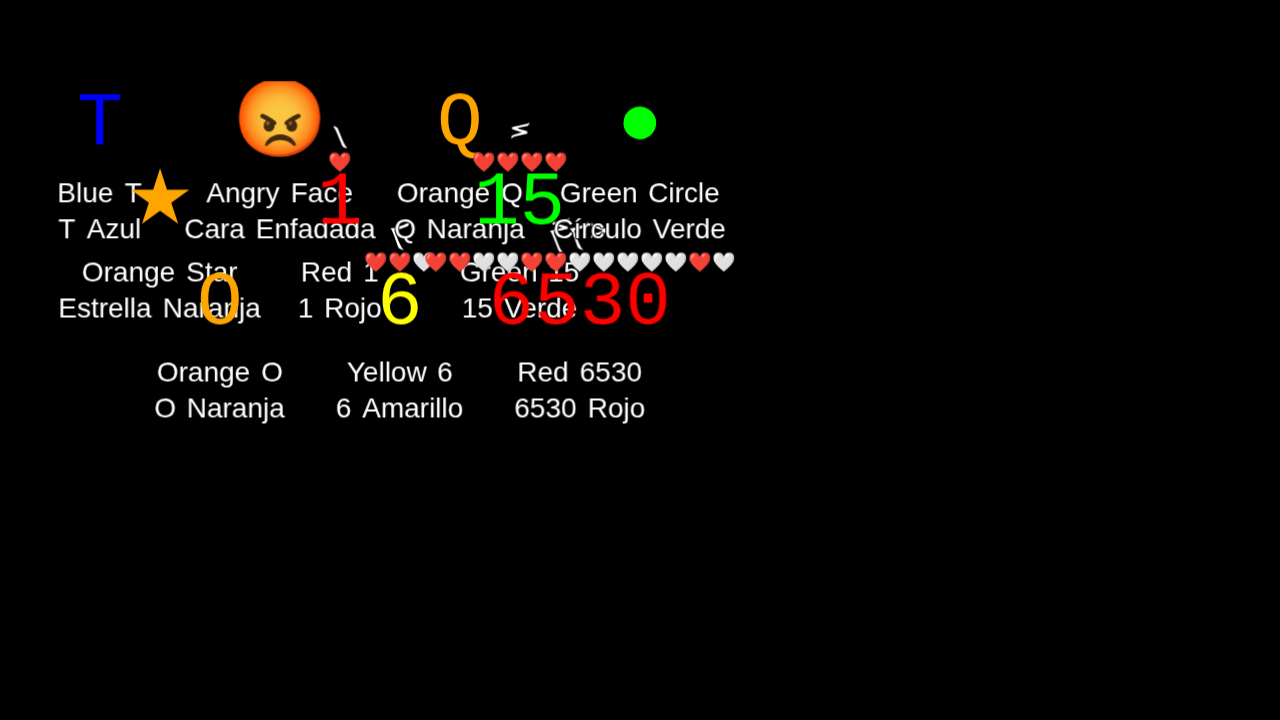 T 😡 Q ●
❤️ ❤️❤️❤️❤️
★ 1 15
Blue T Angry Face Orange Q Green Circle
T Azul Cara Enfadada Q Naranja Círculo Verde
❤️❤️🤍 ❤️❤️🤍🤍❤️❤️🤍🤍🤍🤍🤍❤️🤍
O 6 6530
Orange Star Red 1 Green 15
Estrella Naranja 1 Rojo 15 Verde
Orange O Yellow 6 Red 6530
O Naranja 6 Amarillo 6530 Rojo